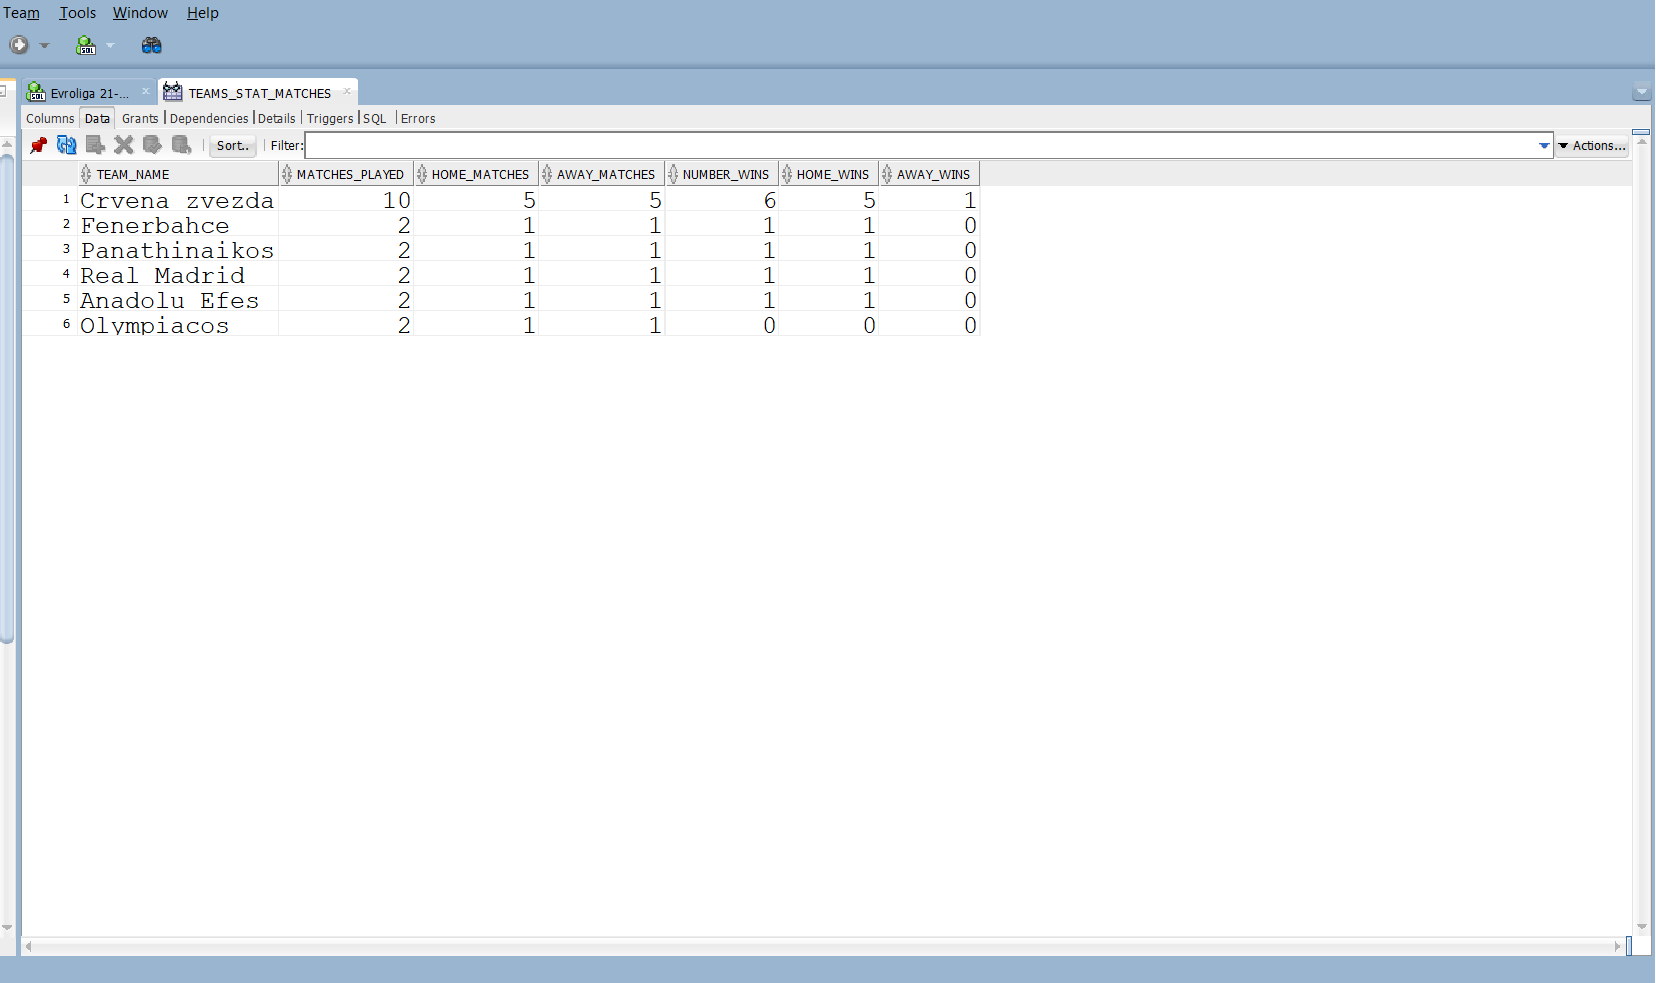 Team Tools Window Help
SQL
SQL Evroliga 21-... TEAMS_STAT_MATCHES
Columns Data Grants Dependencies Details Triggers SQL Errors
Sort.. Filter: Actions...
TEAM_NAME MATCHES_PLAYED HOME_MATCHES AWAY_MATCHES NUMBER_WINS HOME_WINS AWAY_WINS
1 Crvena zvezda 10 5 5 6 5 1
2 Fenerbahce 2 1 1 1 1 0
3 Panathinaikos 2 1 1 1 1 0
4 Real Madrid 2 1 1 1 1 0
5 Anadolu Efes 2 1 1 1 1 0
6 Olympiacos 2 1 1 0 0 0